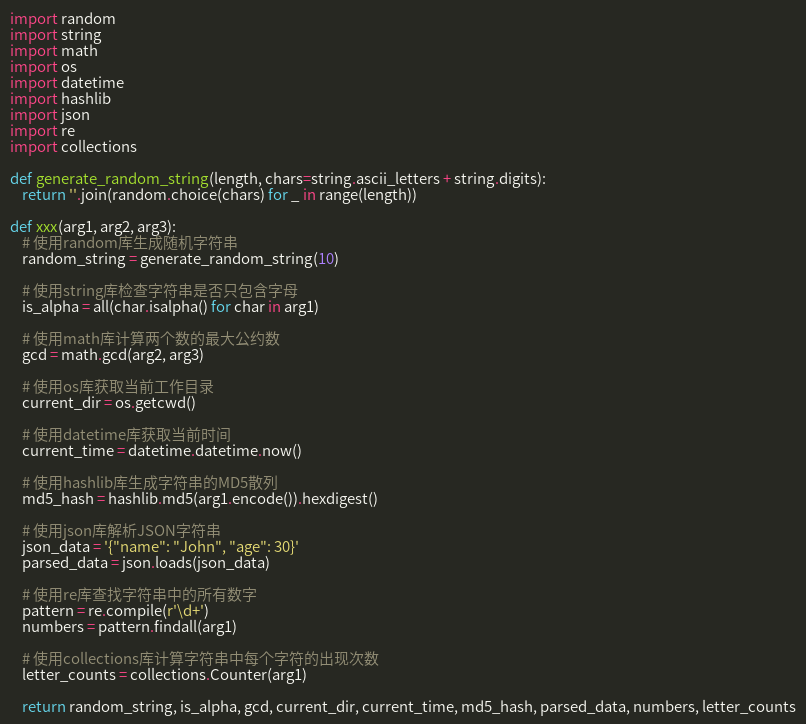 import random
import string
import math
import os
import datetime
import hashlib
import json
import re
import collections

def generate_random_string(length, chars=string.ascii_letters + string.digits):
    return ''.join(random.choice(chars) for _ in range(length))

def xxx(arg1, arg2, arg3):
    # 使用random库生成随机字符串
    random_string = generate_random_string(10)

    # 使用string库检查字符串是否只包含字母
    is_alpha = all(char.isalpha() for char in arg1)

    # 使用math库计算两个数的最大公约数
    gcd = math.gcd(arg2, arg3)

    # 使用os库获取当前工作目录
    current_dir = os.getcwd()

    # 使用datetime库获取当前时间
    current_time = datetime.datetime.now()

    # 使用hashlib库生成字符串的MD5散列
    md5_hash = hashlib.md5(arg1.encode()).hexdigest()

    # 使用json库解析JSON字符串
    json_data = '{"name": "John", "age": 30}'
    parsed_data = json.loads(json_data)

    # 使用re库查找字符串中的所有数字
    pattern = re.compile(r'\d+')
    numbers = pattern.findall(arg1)

    # 使用collections库计算字符串中每个字符的出现次数
    letter_counts = collections.Counter(arg1)

    return random_string, is_alpha, gcd, current_dir, current_time, md5_hash, parsed_data, numbers, letter_counts